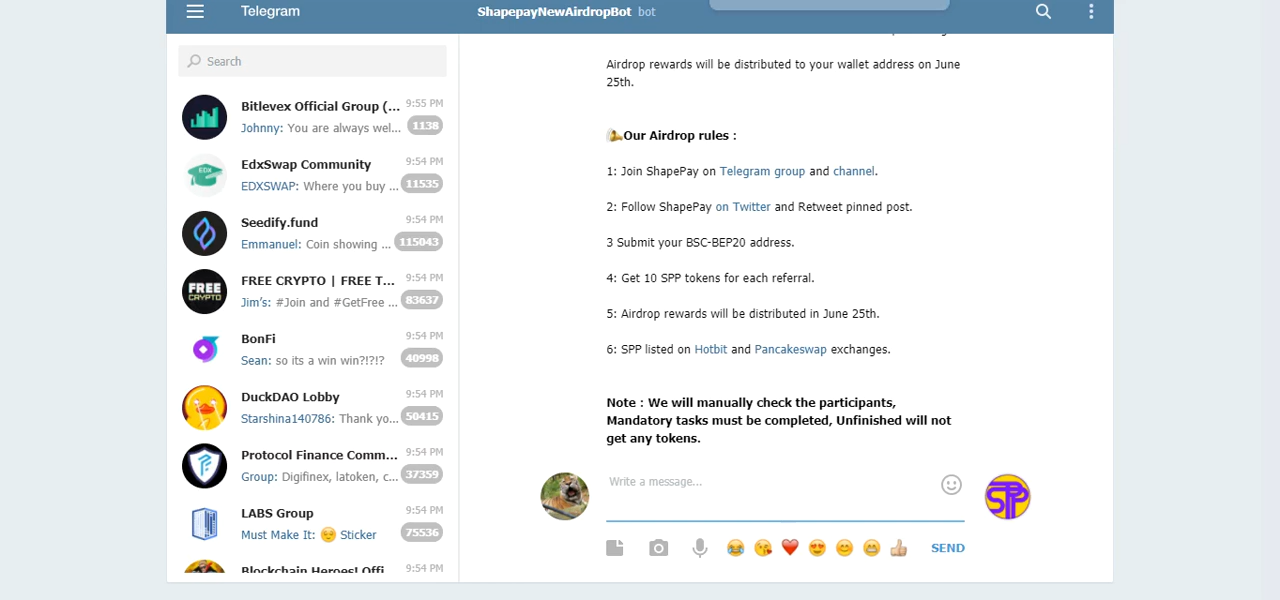 Telegram
ShapepayNewAirdropBot bot
Search
Bitlevex Official Group (... 9:55 PM
Johnny: You are always wel... 1138
EdxSwap Community 9:54 PM
EDXSWAP: Where you buy ... 11535
Seedify.fund 9:54 PM
Emmanuel: Coin showing ... 115043
FREE CRYPTO | FREE T... 9:54 PM
Jim's: #Join and #GetFree ... 83637
BonFi 9:54 PM
Sean: so its a win win?!?!? 40998
DuckDAO Lobby 9:54 PM
Starshina140786: Thank yo... 50415
Protocol Finance Comm... 9:54 PM
Group: Digifinex, latoken, c... 37359
LABS Group 9:54 PM
Must Make It: 😌 Sticker 75536
Blockchain Heroes! Offi... 9:54 PM
EDX
FREE
CRYPTO
Airdrop rewards will be distributed to your wallet address on June
25th.
Our Airdrop rules :
1: Join ShapePay on Telegram group and channel.
2: Follow ShapePay on Twitter and Retweet pinned post.
3 Submit your BSC-BEP20 address.
4: Get 10 SPP tokens for each referral.
5: Airdrop rewards will be distributed in June 25th.
6: SPP listed on Hotbit and Pancakeswap exchanges.
Note : We will manually check the participants,
Mandatory tasks must be completed, Unfinished will not
get any tokens.
Write a message...
SPP
😂 😘 ❤️ 😍 😊 😁 👍🏼 SEND